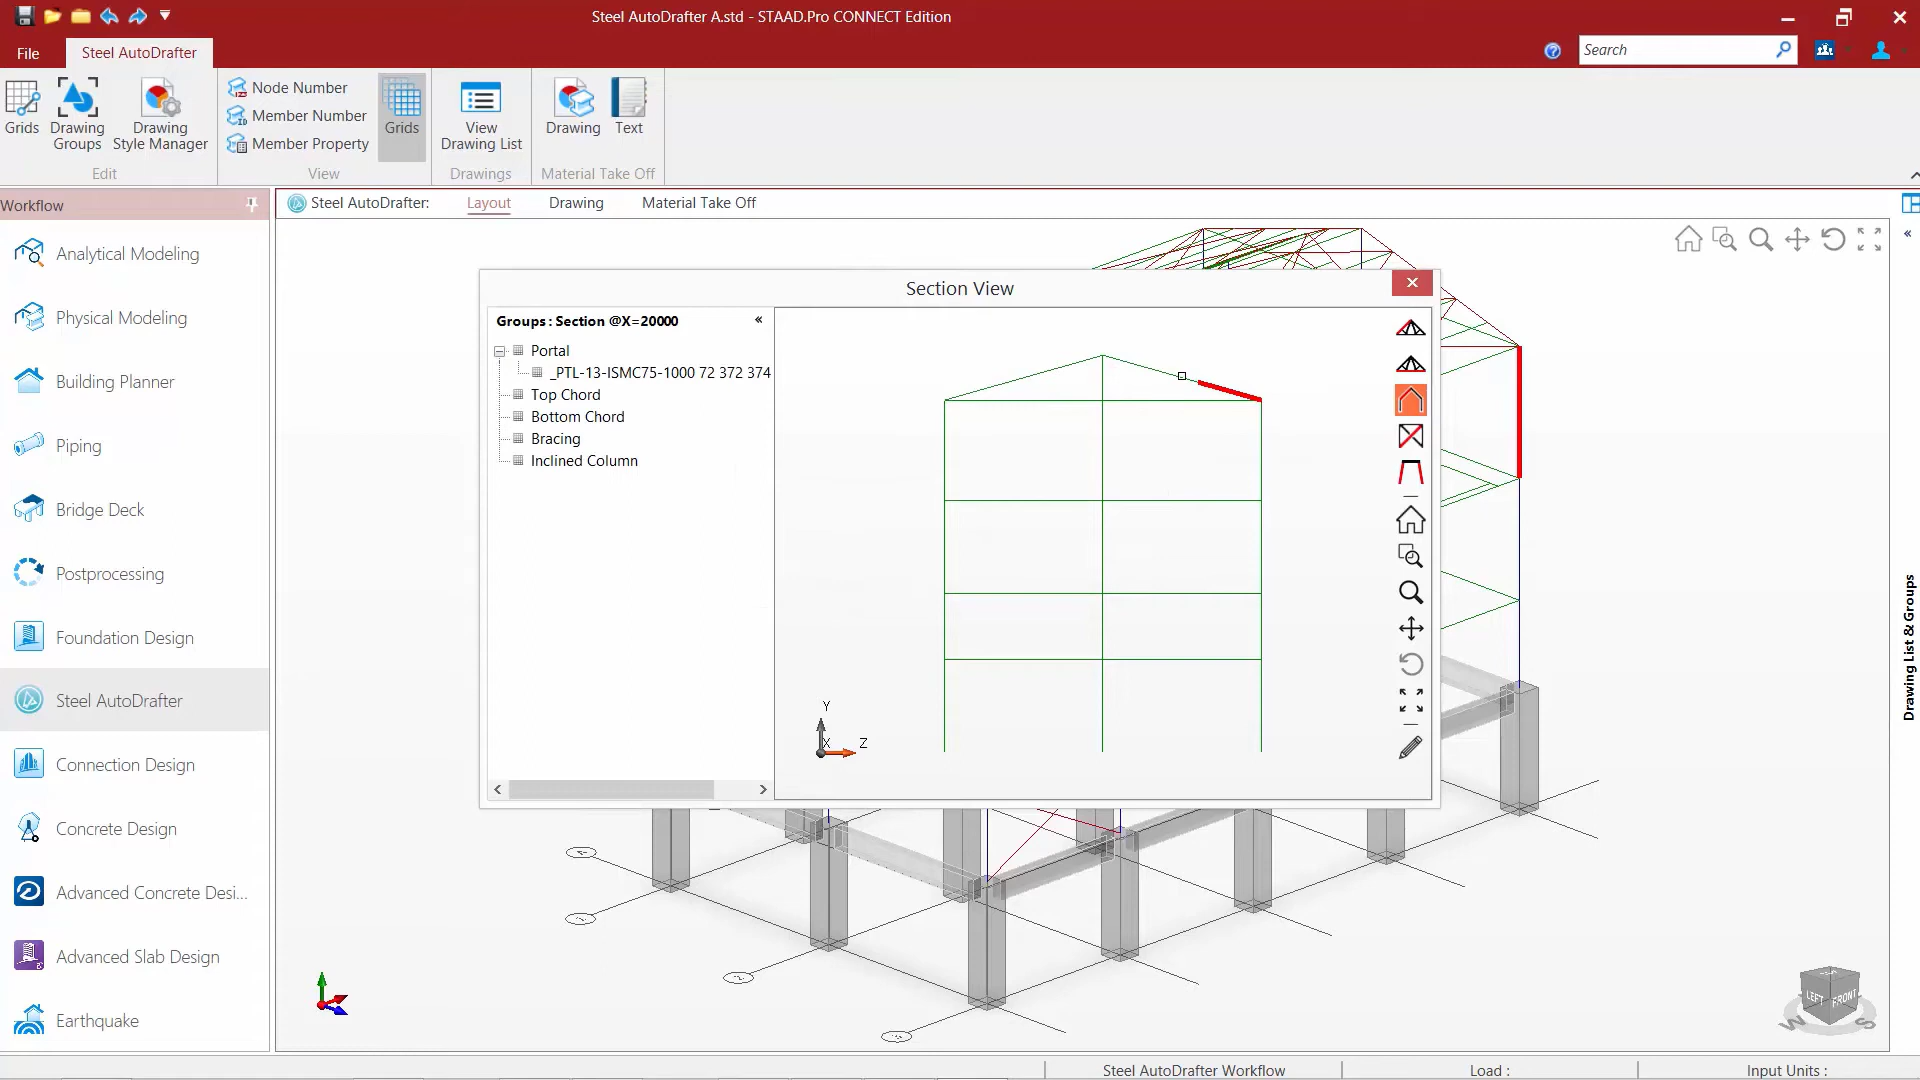 Steel AutoDrafter A.std - STAAD.Pro CONNECT Edition
File
Steel AutoDrafter
Search
Grids
Drawing
Groups
Drawing
Style Manager
Edit
Node Number
Member Number
Member Property
Grids
View
View
Drawing List
Drawings
Drawing
Text
Material Take Off
Workflow
Steel AutoDrafter:
Layout
Drawing
Material Take Off
Analytical Modeling
Physical Modeling
Building Planner
Piping
Bridge Deck
Postprocessing
Foundation Design
Steel AutoDrafter
Connection Design
Concrete Design
Advanced Concrete Desi...
Advanced Slab Design
Earthquake
Section View
Groups : Section @X=20000
Portal
_PTL-13-ISMC75-1000 72 372 374
Top Chord
Bottom Chord
Bracing
Inclined Column
Y
X
Z
Drawing List & Groups
LEFT
FRONT
W
S
Steel AutoDrafter Workflow
Load :
Input Units :